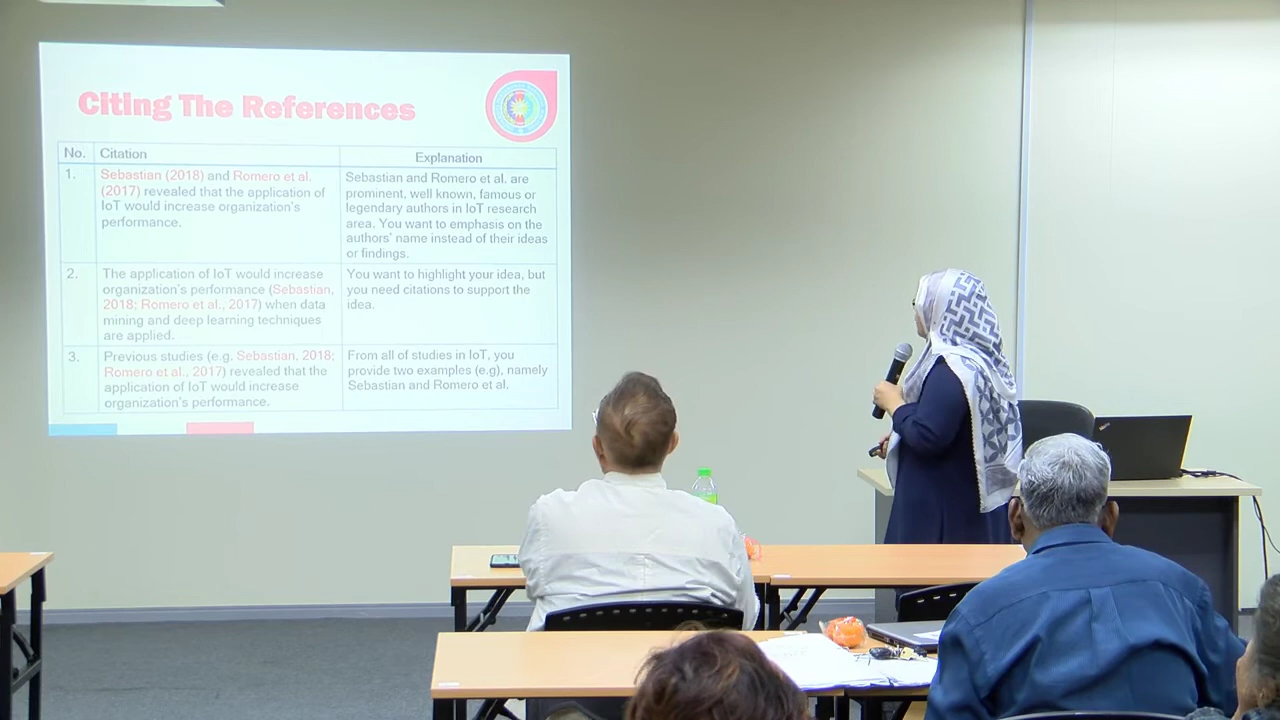 Citing The References
No. Citation Explanation
1. Sebastian (2018) and Romero et al.
(2017) revealed that the application of
IoT would increase organization's
performance.
Sebastian and Romero et al. are
prominent, well known, famous or
legendary authors in IoT research
area. You want to emphasis on the
authors' name instead of their ideas
or findings.
2. The application of IoT would increase
organization's performance (Sebastian,
2018; Romero et al., 2017) when data
mining and deep learning techniques
are applied.
You want to highlight your idea, but
you need citations to support the
idea.
3. Previous studies (e.g. Sebastian, 2018;
Romero et al., 2017) revealed that the
application of IoT would increase
organization's performance.
From all of studies in IoT, you
provide two examples (e.g), namely
Sebastian and Romero et al.